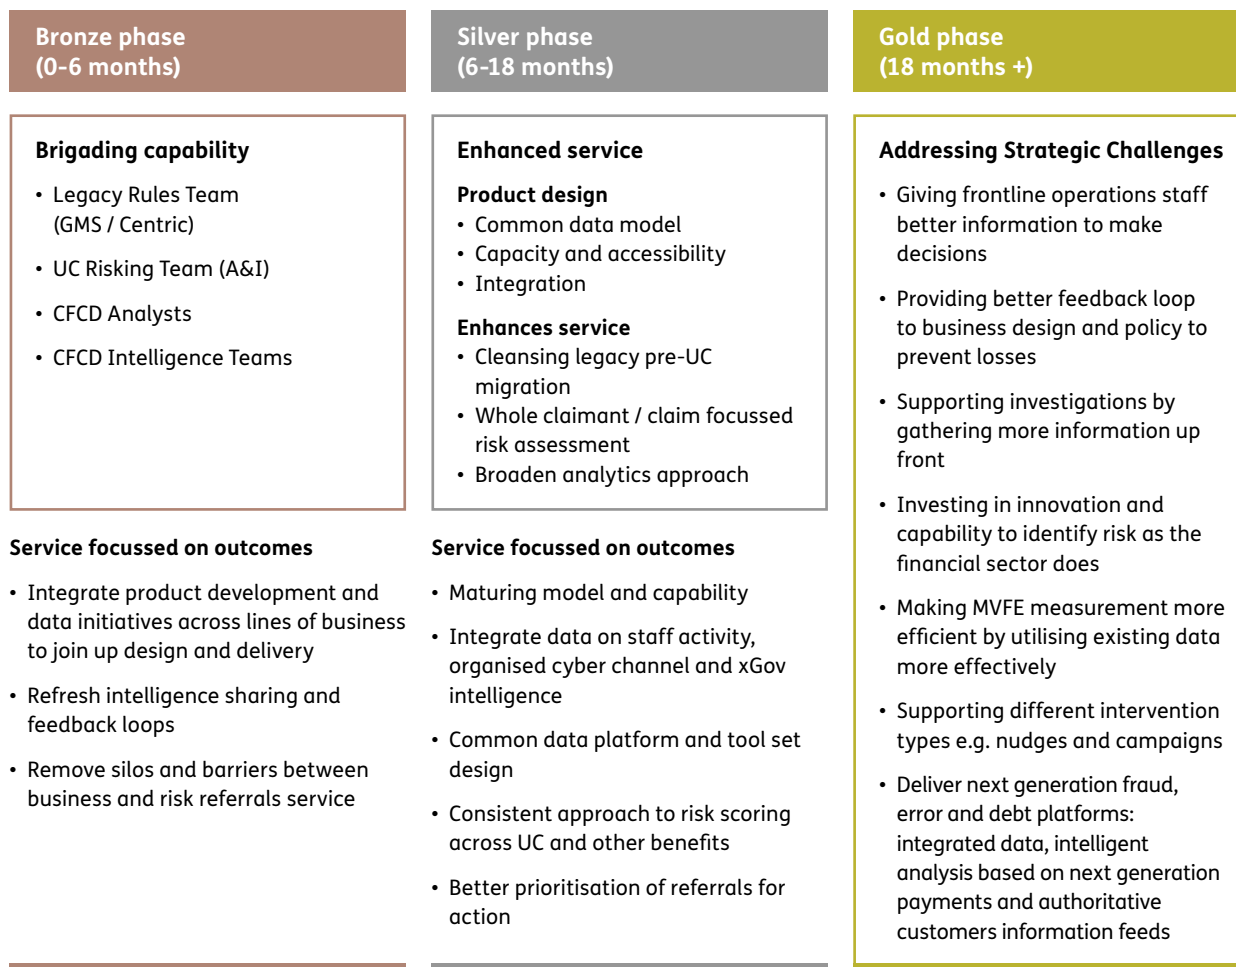 Bronze phase
(0-6 months)
Brigading capability
• Legacy Rules Team
(GMS / Centric)
• UC Risking Team (A&I)
• CFCD Analysts
• CFCD Intelligence Teams
Service focussed on outcomes
• Integrate product development and
data initiatives across lines of business
to join up design and delivery
• Refresh intelligence sharing and
feedback loops
• Remove silos and barriers between
business and risk referrals service
Silver phase
(6-18 months)
Enhanced service
Product design
• Common data model
• Capacity and accessibility
• Integration
Enhances service
• Cleansing legacy pre-UC
migration
• Whole claimant / claim focussed
risk assessment
• Broaden analytics approach
Service focussed on outcomes
• Maturing model and capability
• Integrate data on staff activity,
organised cyber channel and xGov
intelligence
• Common data platform and tool set
design
• Consistent approach to risk scoring
across UC and other benefits
• Better prioritisation of referrals for
action
Gold phase
(18 months +)
Addressing Strategic Challenges
• Giving frontline operations staff
better information to make
decisions
• Providing better feedback loop
to business design and policy to
prevent losses
• Supporting investigations by
gathering more information up
front
• Investing in innovation and
capability to identify risk as the
financial sector does
• Making MVFE measurement more
efficient by utilising existing data
more effectively
• Supporting different intervention
types e.g. nudges and campaigns
• Deliver next generation fraud,
error and debt platforms:
integrated data, intelligent
analysis based on next generation
payments and authoritative
customers information feeds